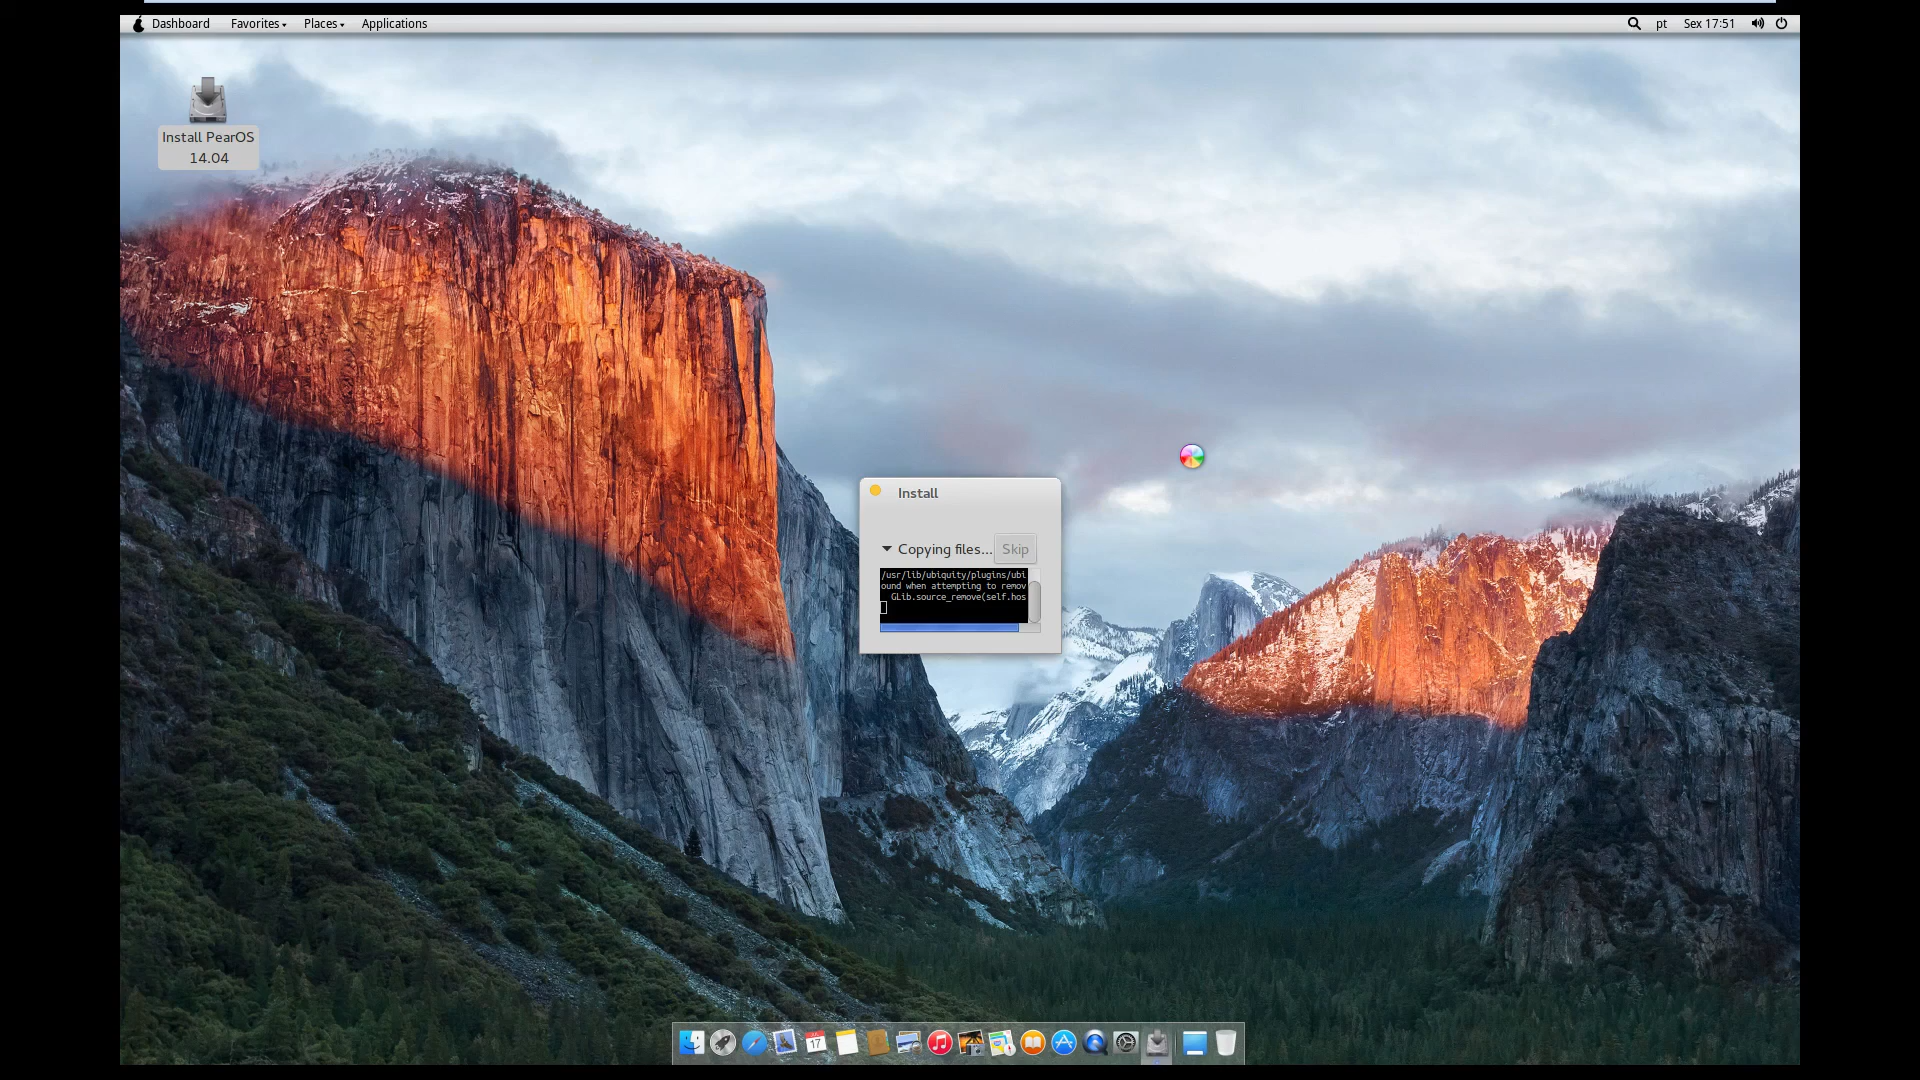 Dashboard Favorites Places Applications pt Sex 17:51
Install PearOS
14.04
Install
Copying files... Skip
/usr/lib/ubiquity/plugins/ubi
ound when attempting to remov
GLib.source_remove(self.hos
17